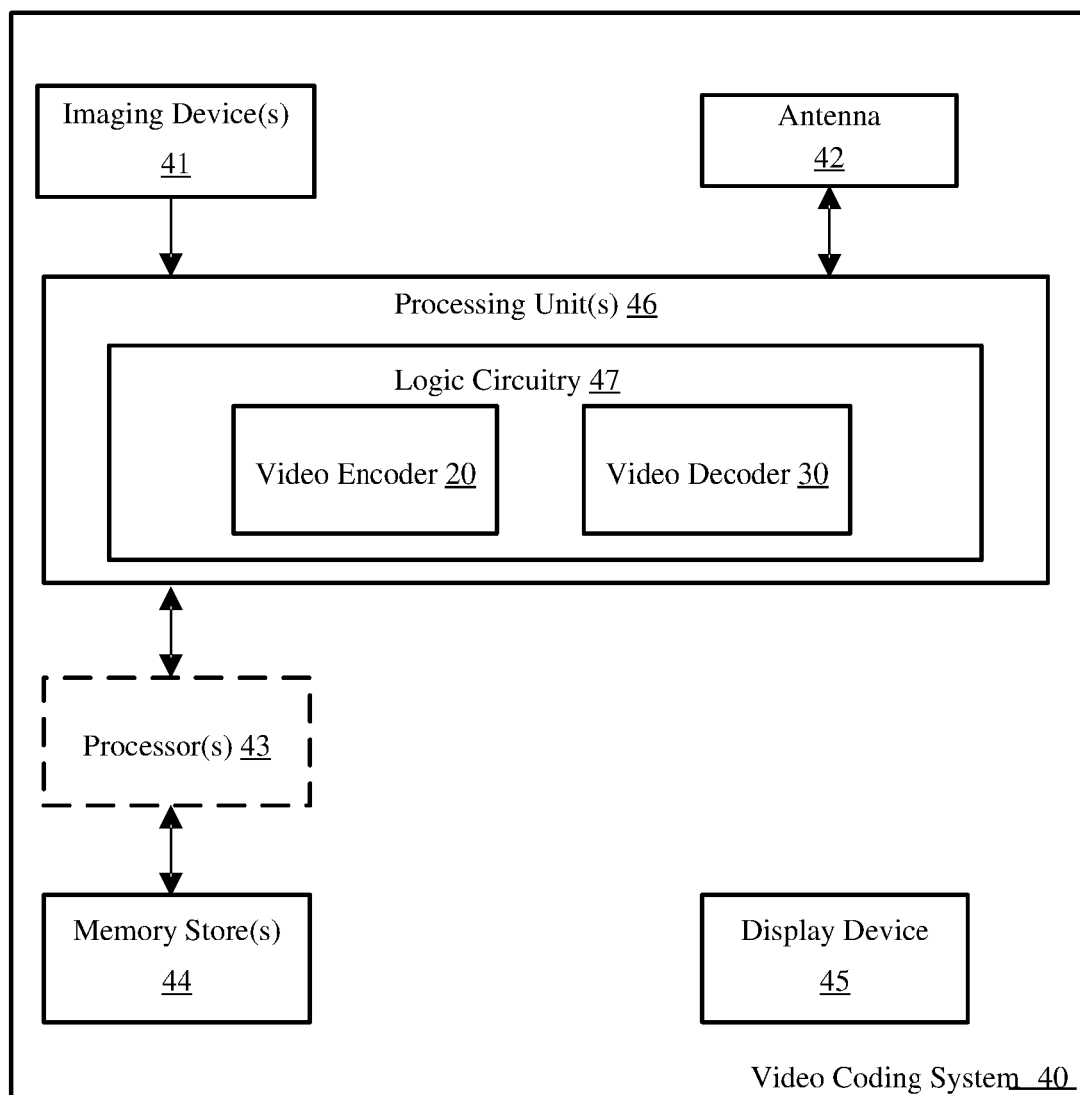 Imaging Device(s)
41
Antenna
42
Processing Unit(s) 46
Logic Circuitry 47
Video Encoder 20
Video Decoder 30
Processor(s) 43
Memory Store(s)
44
Display Device
45
Video Coding System 40